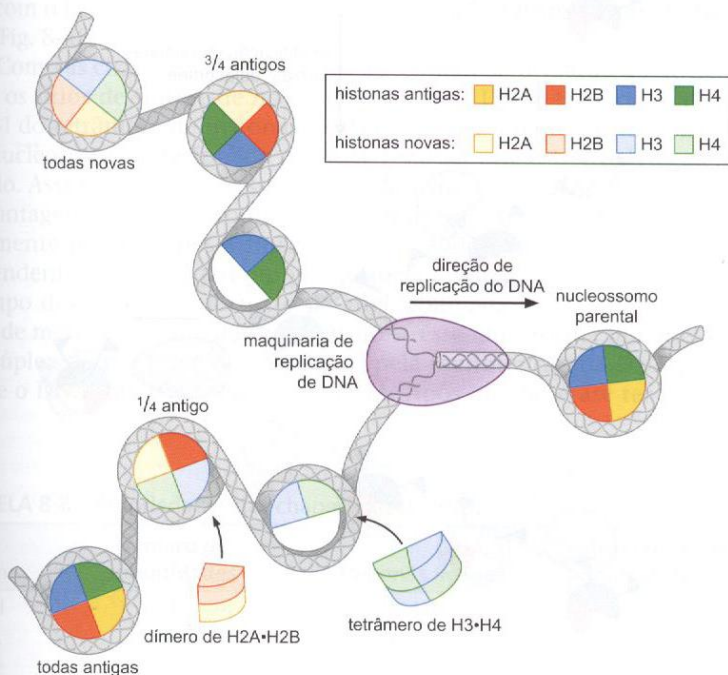 3/4 antigos
todas novas
histonas antigas: H2A H2B H3 H4
histonas novas: H2A H2B H3 H4
direção de
replicação do DNA
nucleossomo
parental
maquinaria de
replicação
de DNA
1/4 antigo
dímero de H2A•H2B
tetrâmero de H3•H4
todas antigas